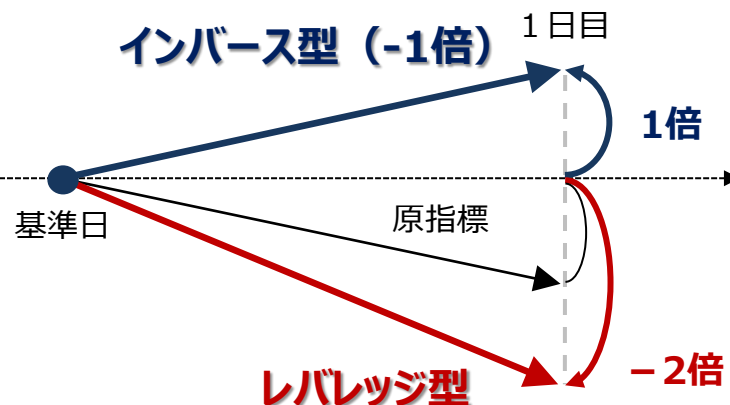 インバース型（-1倍）
1日目
1倍
基準日
原指標
レバレッジ型
－2倍